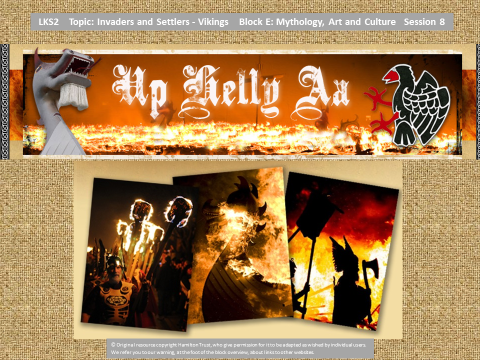 LKS2 Topic: Invaders and Settlers - Vikings Block E: Mythology, Art and Culture Session 8
Up Helly Aa
© Original resource copyright Hamilton Trust, who give permission for it to be adapted as wished by individual users.
We refer you to our warning, at the foot of the block overview, about links to other websites.